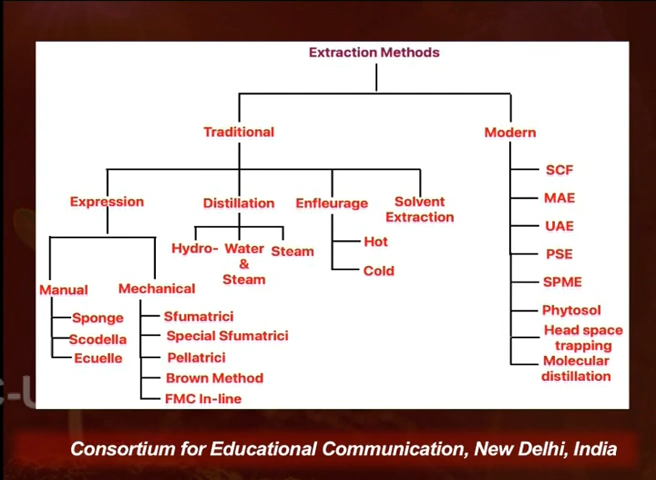 Extraction Methods
Traditional
Modern
Expression
Distillation
Enfleurage
Solvent
Extraction
Manual
Mechanical
Sponge
Scodella
Ecuelle
Sfumatrici
Special Sfumatrici
Pellatrici
Brown Method
FMC In-line
Hydro-
Water
&
Steam
Steam
Hot
Cold
SCF
MAE
UAE
PSE
SPME
Phytosol
Head space
trapping
Molecular
distillation
Consortium for Educational Communication, New Delhi, India